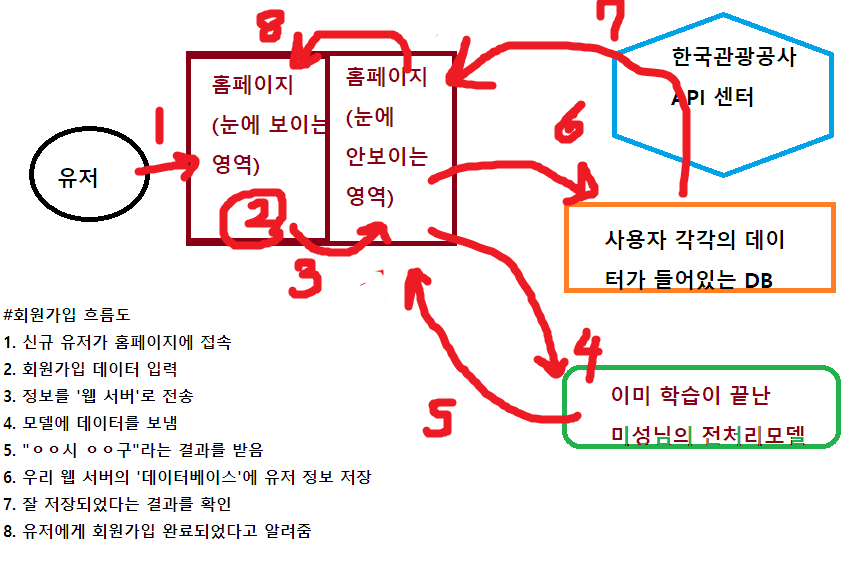 8
7
홈페이지
(눈에 보이는
영역)
홈페이지
(눈에
안보이는
영역)
한국관광공사
API 센터
1
유저
2
3
6
사용자 각각의 데이
터가 들어있는 DB
4
5
이미 학습이 끝난
미성님의 전처리모델
#회원가입 흐름도
1. 신규 유저가 홈페이지에 접속
2. 회원가입 데이터 입력
3. 정보를 '웹 서버'로 전송
4. 모델에 데이터를 보냄
5. "ㅇㅇ시 ㅇㅇ구"라는 결과를 받음
6. 우리 웹 서버의 '데이터베이스'에 유저 정보 저장
7. 잘 저장되었다는 결과를 확인
8. 유저에게 회원가입 완료되었다고 알려줌